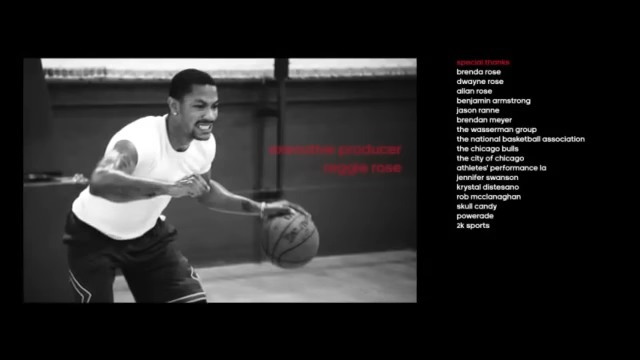 executive producer
reggie rose
special thanks
brenda rose
dwayne rose
allan rose
benjamin armstrong
jason ranne
brendan meyer
the wasserman group
the national basketball association
the chicago bulls
the city of chicago
athletes' performance la
jennifer swanson
krystal distesano
rob mcclanaghan
skull candy
powerade
2k sports